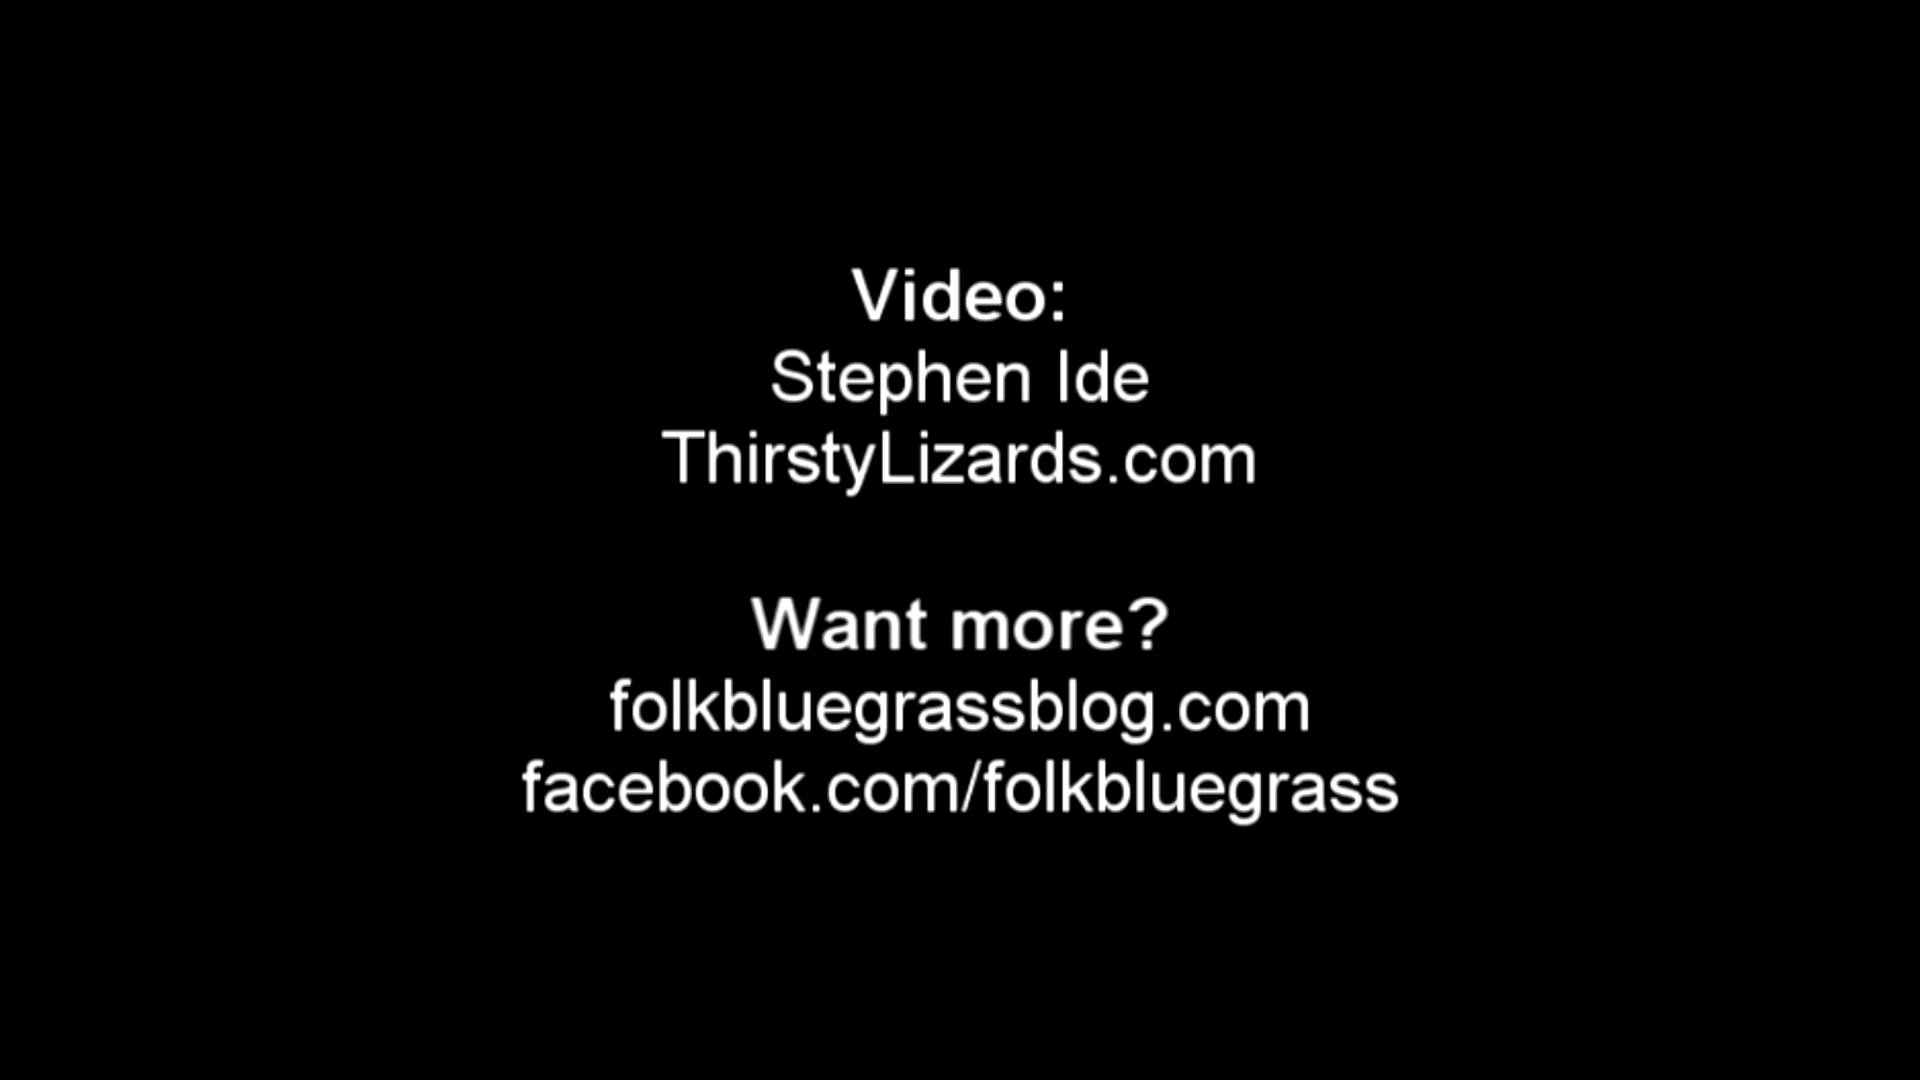 Video:
Stephen Ide
ThirstyLizards.com
Want more?
folkbluegrassblog.com
facebook.com/folkbluegrass